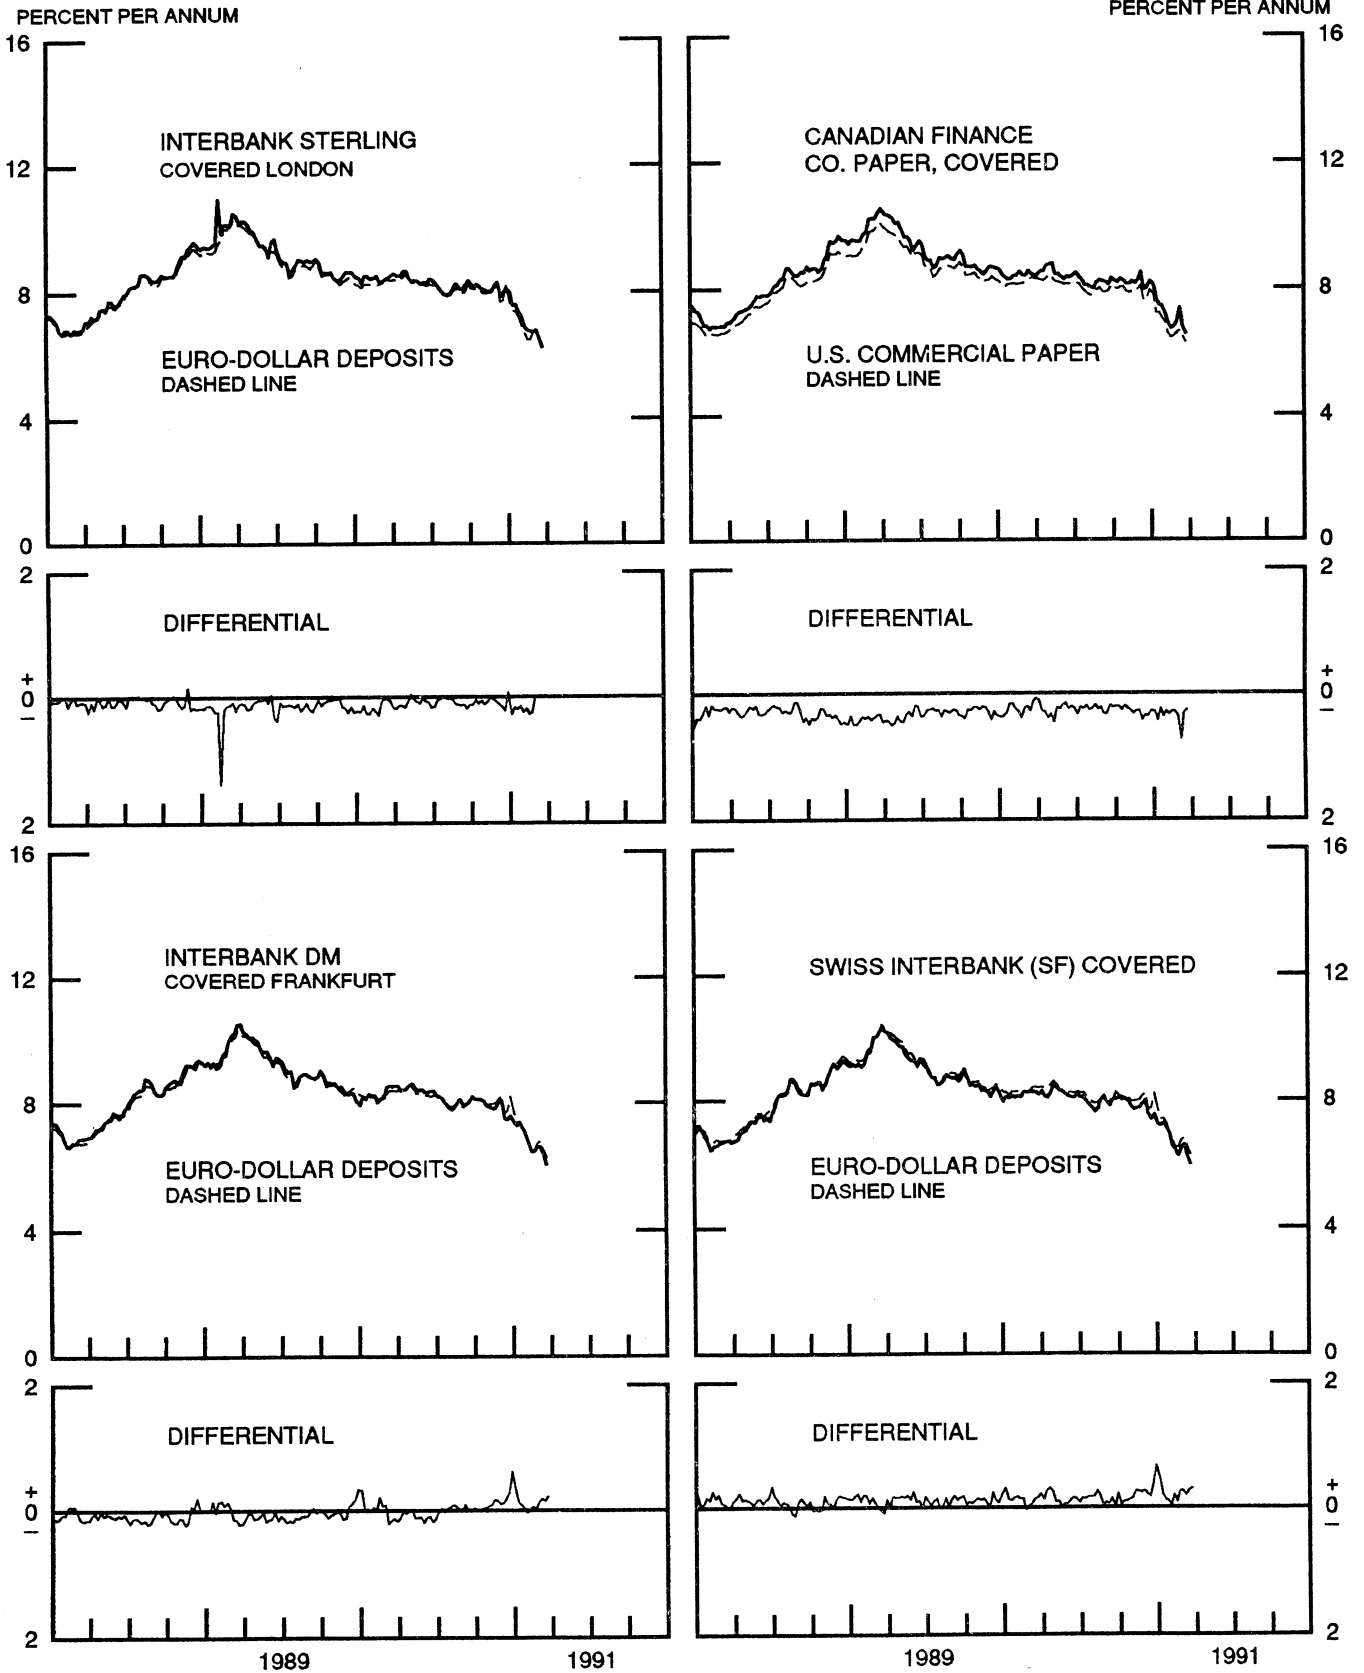 PERCENT PER ANNUM
PERCENT PER ANNUM
16
INTERBANK STERLING
COVERED LONDON
12
8
EURO-DOLLAR DEPOSITS
DASHED LINE
4
0
16
CANADIAN FINANCE
CO. PAPER, COVERED
12
8
U.S. COMMERCIAL PAPER
DASHED LINE
4
0
2
DIFFERENTIAL
+
0
–
2
2
DIFFERENTIAL
+
0
–
2
16
INTERBANK DM
COVERED FRANKFURT
12
8
EURO-DOLLAR DEPOSITS
DASHED LINE
4
0
16
SWISS INTERBANK (SF) COVERED
12
8
EURO-DOLLAR DEPOSITS
DASHED LINE
4
0
2
DIFFERENTIAL
+
0
–
2
1989 1991
2
DIFFERENTIAL
+
0
–
2
1989 1991